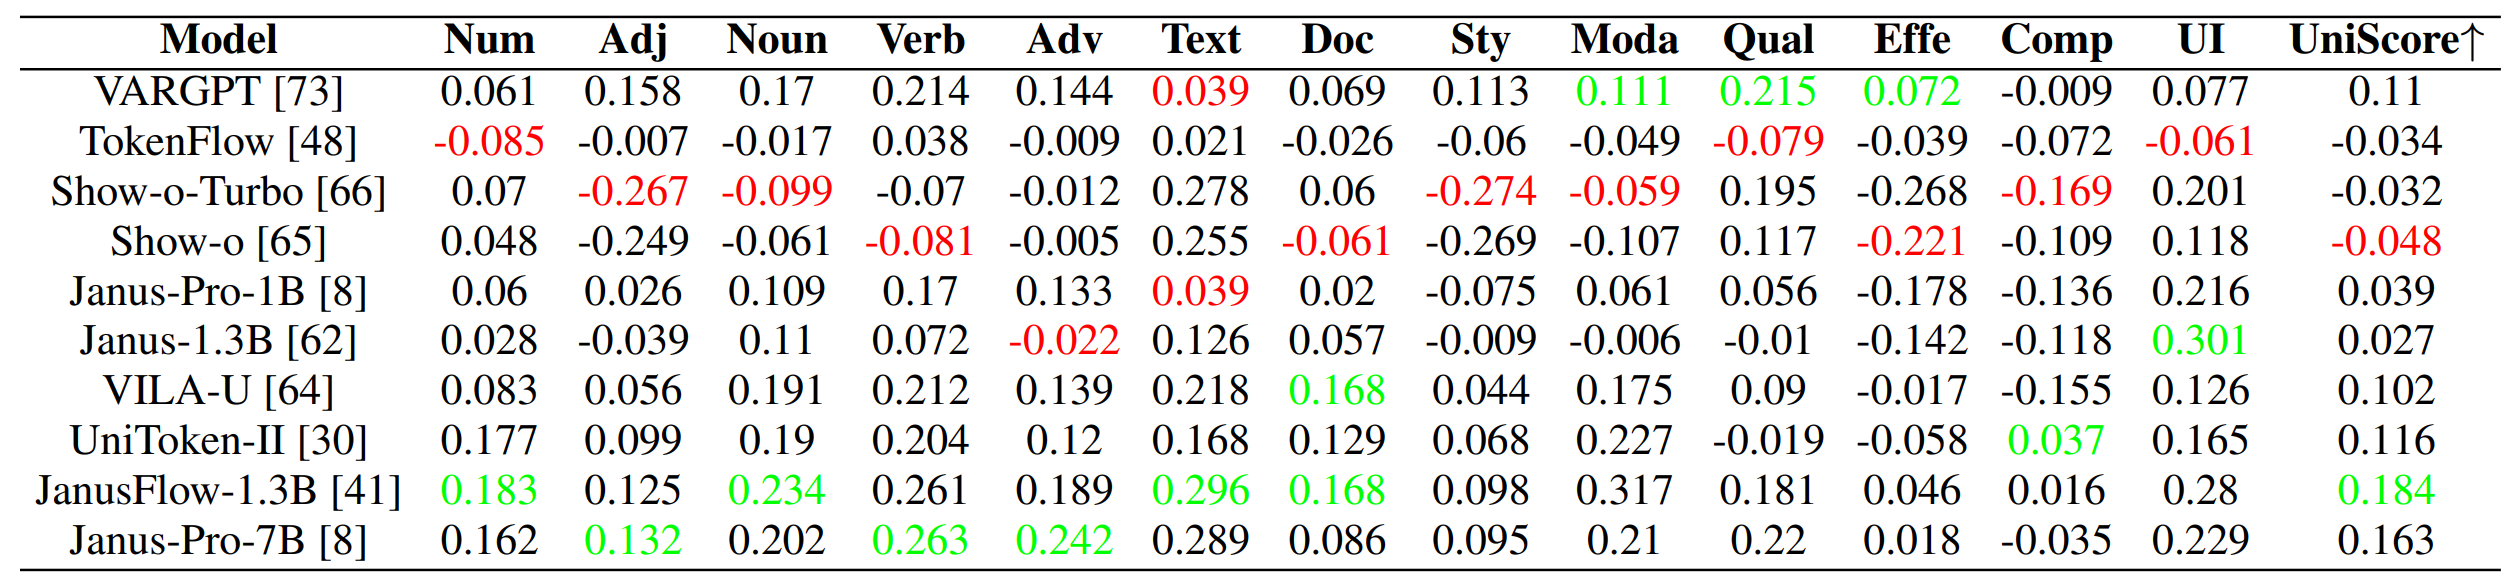 Model Num Adj Noun Verb Adv Text Doc Sty Moda Qual Effe Comp UI UniScore↑
VARGPT [73] 0.061 0.158 0.17 0.214 0.144 0.039 0.069 0.113 0.111 0.215 0.072 -0.009 0.077 0.11
TokenFlow [48] -0.085 -0.007 -0.017 0.038 -0.009 0.021 -0.026 -0.06 -0.049 -0.079 -0.039 -0.072 -0.061 -0.034
Show-o-Turbo [66] 0.07 -0.267 -0.099 -0.07 -0.012 0.278 0.06 -0.274 -0.059 0.195 -0.268 -0.169 0.201 -0.032
Show-o [65] 0.048 -0.249 -0.061 -0.081 -0.005 0.255 -0.061 -0.269 -0.107 0.117 -0.221 -0.109 0.118 -0.048
Janus-Pro-1B [8] 0.06 0.026 0.109 0.17 0.133 0.039 0.02 -0.075 0.061 0.056 -0.178 -0.136 0.216 0.039
Janus-1.3B [62] 0.028 -0.039 0.11 0.072 -0.022 0.126 0.057 -0.009 -0.006 -0.01 -0.142 -0.118 0.301 0.027
VILA-U [64] 0.083 0.056 0.191 0.212 0.139 0.218 0.168 0.044 0.175 0.09 -0.017 -0.155 0.126 0.102
UniToken-II [30] 0.177 0.099 0.19 0.204 0.12 0.168 0.129 0.068 0.227 -0.019 -0.058 0.037 0.165 0.116
JanusFlow-1.3B [41] 0.183 0.125 0.234 0.261 0.189 0.296 0.168 0.098 0.317 0.181 0.046 0.016 0.28 0.184
Janus-Pro-7B [8] 0.162 0.132 0.202 0.263 0.242 0.289 0.086 0.095 0.21 0.22 0.018 -0.035 0.229 0.163